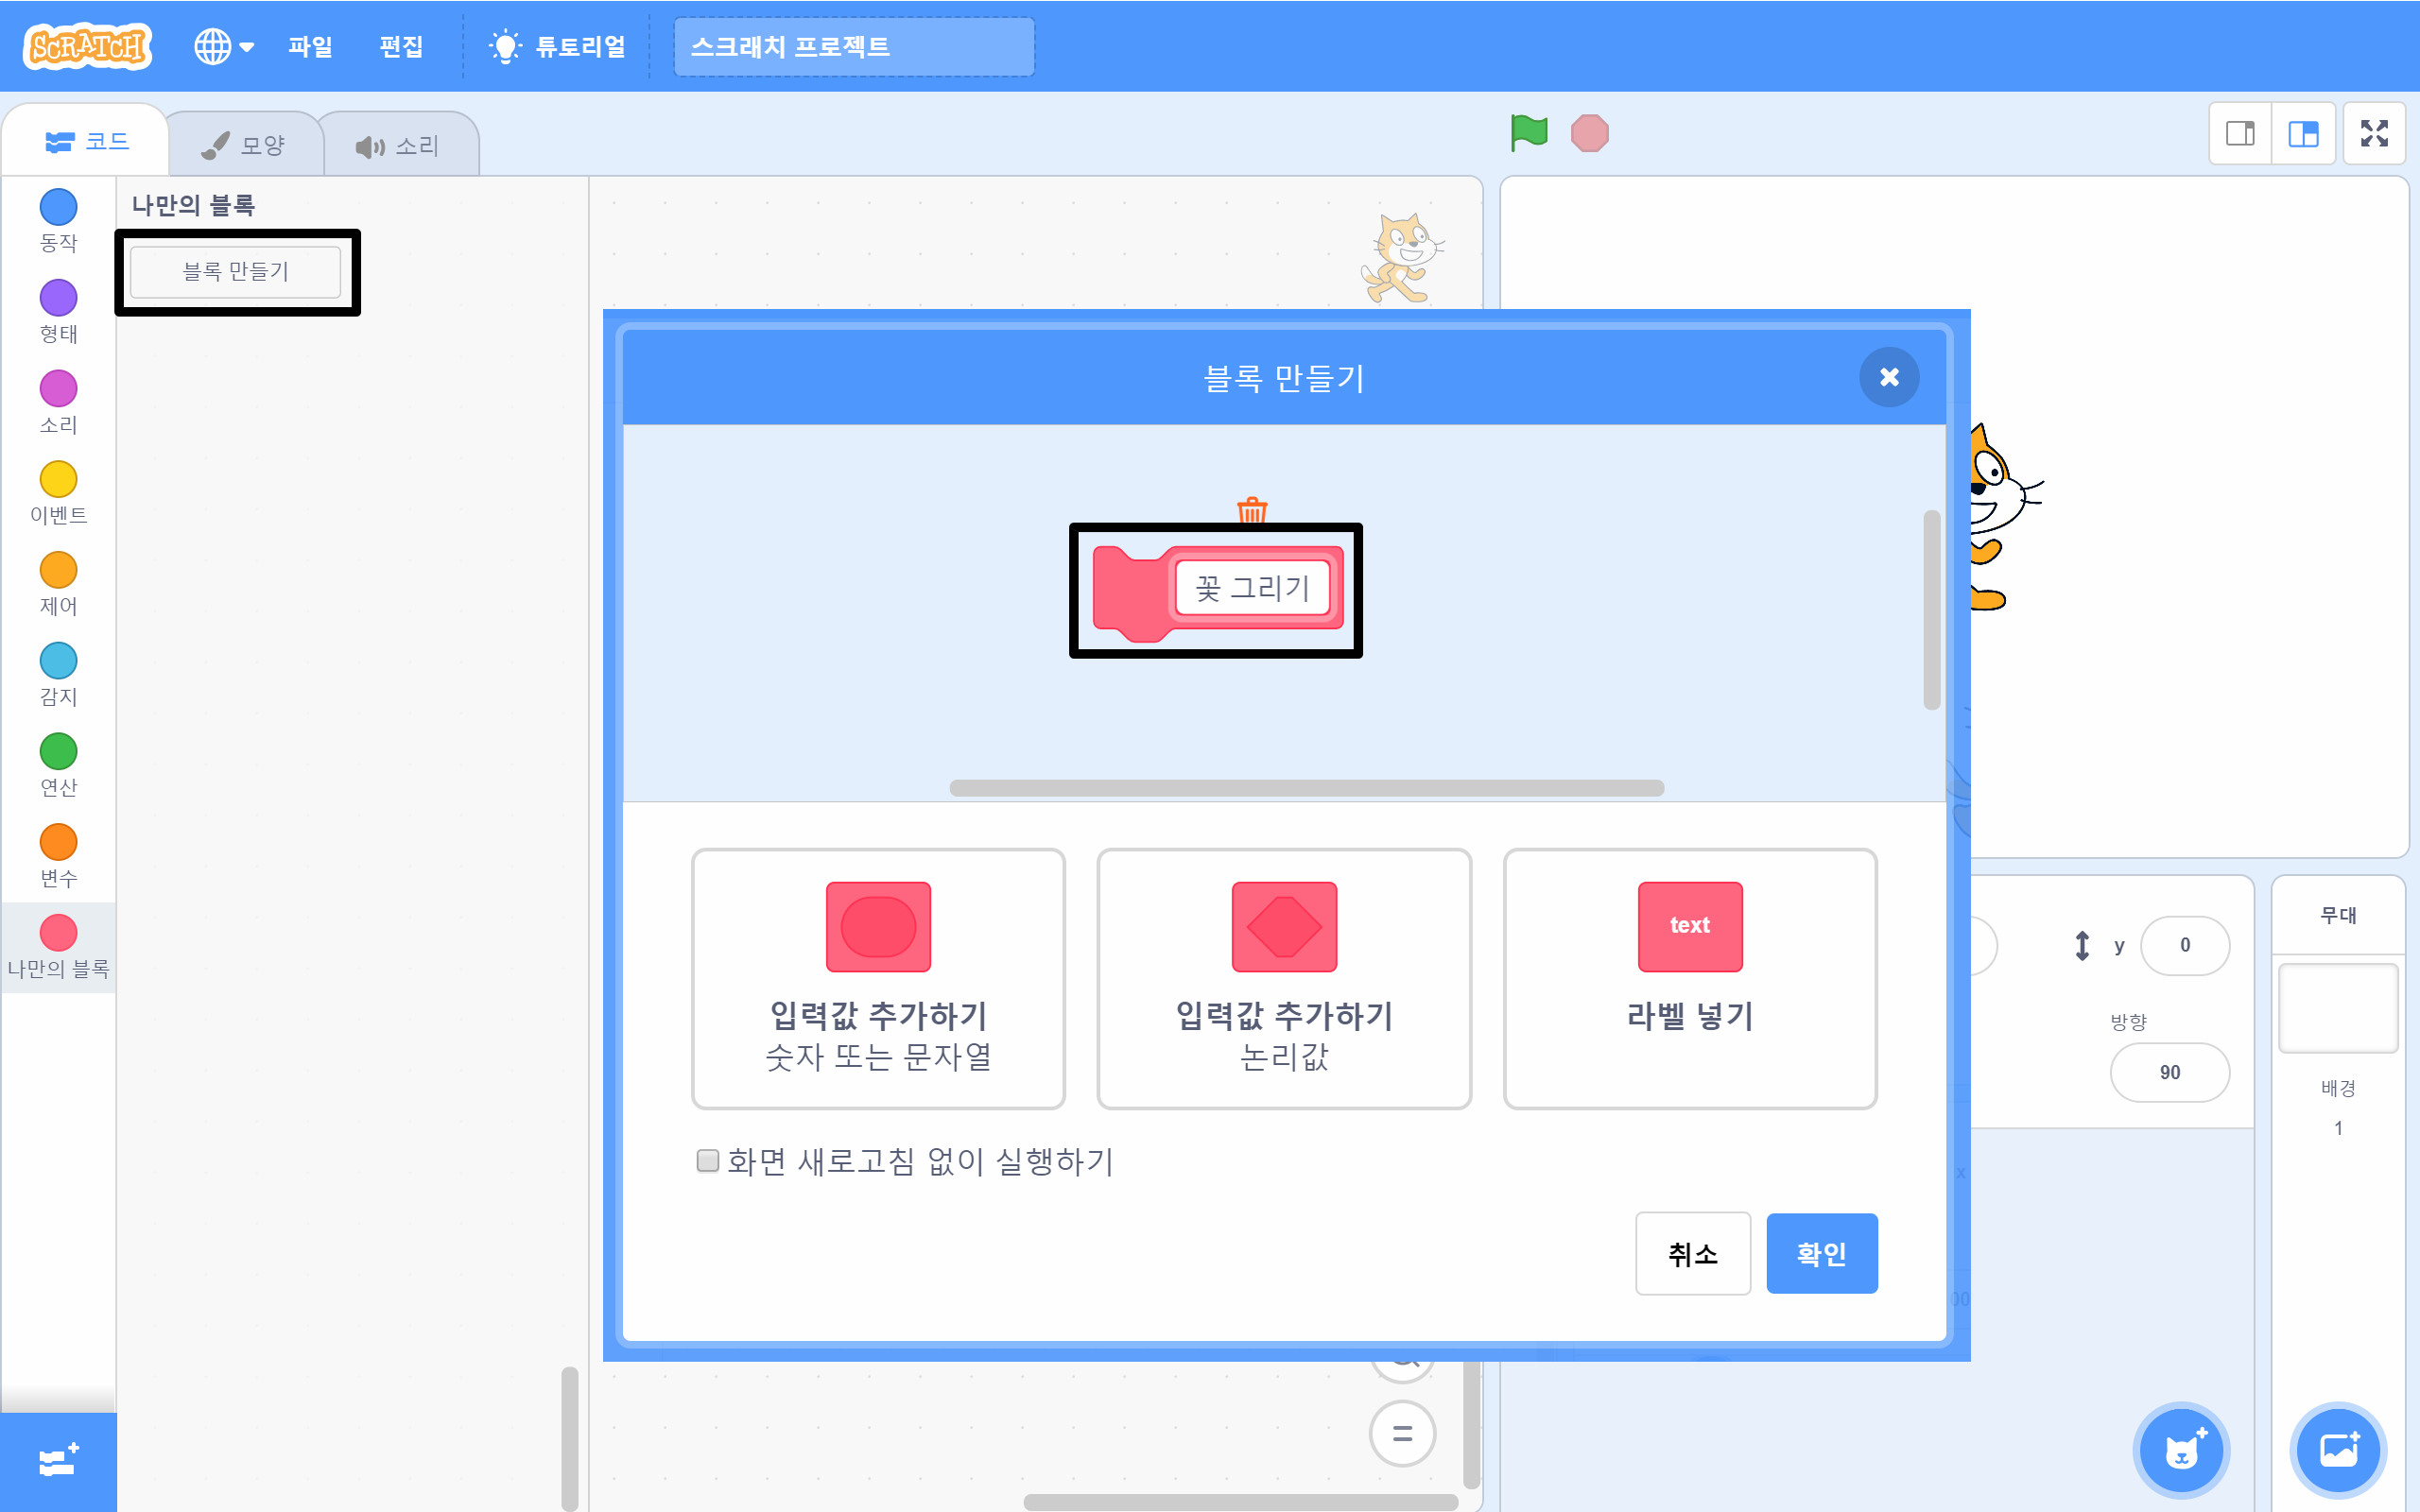 SCRATCH
파일
편집
튜토리얼
스크래치 프로젝트
코드
모양
소리
동작
형태
소리
이벤트
제어
감지
연산
변수
나만의 블록
나만의 블록
블록 만들기
블록 만들기
꽃 그리기
입력값 추가하기
숫자 또는 문자열
입력값 추가하기
논리값
text
라벨 넣기
화면 새로고침 없이 실행하기
취소
확인
y
0
방향
90
무대
배경
1